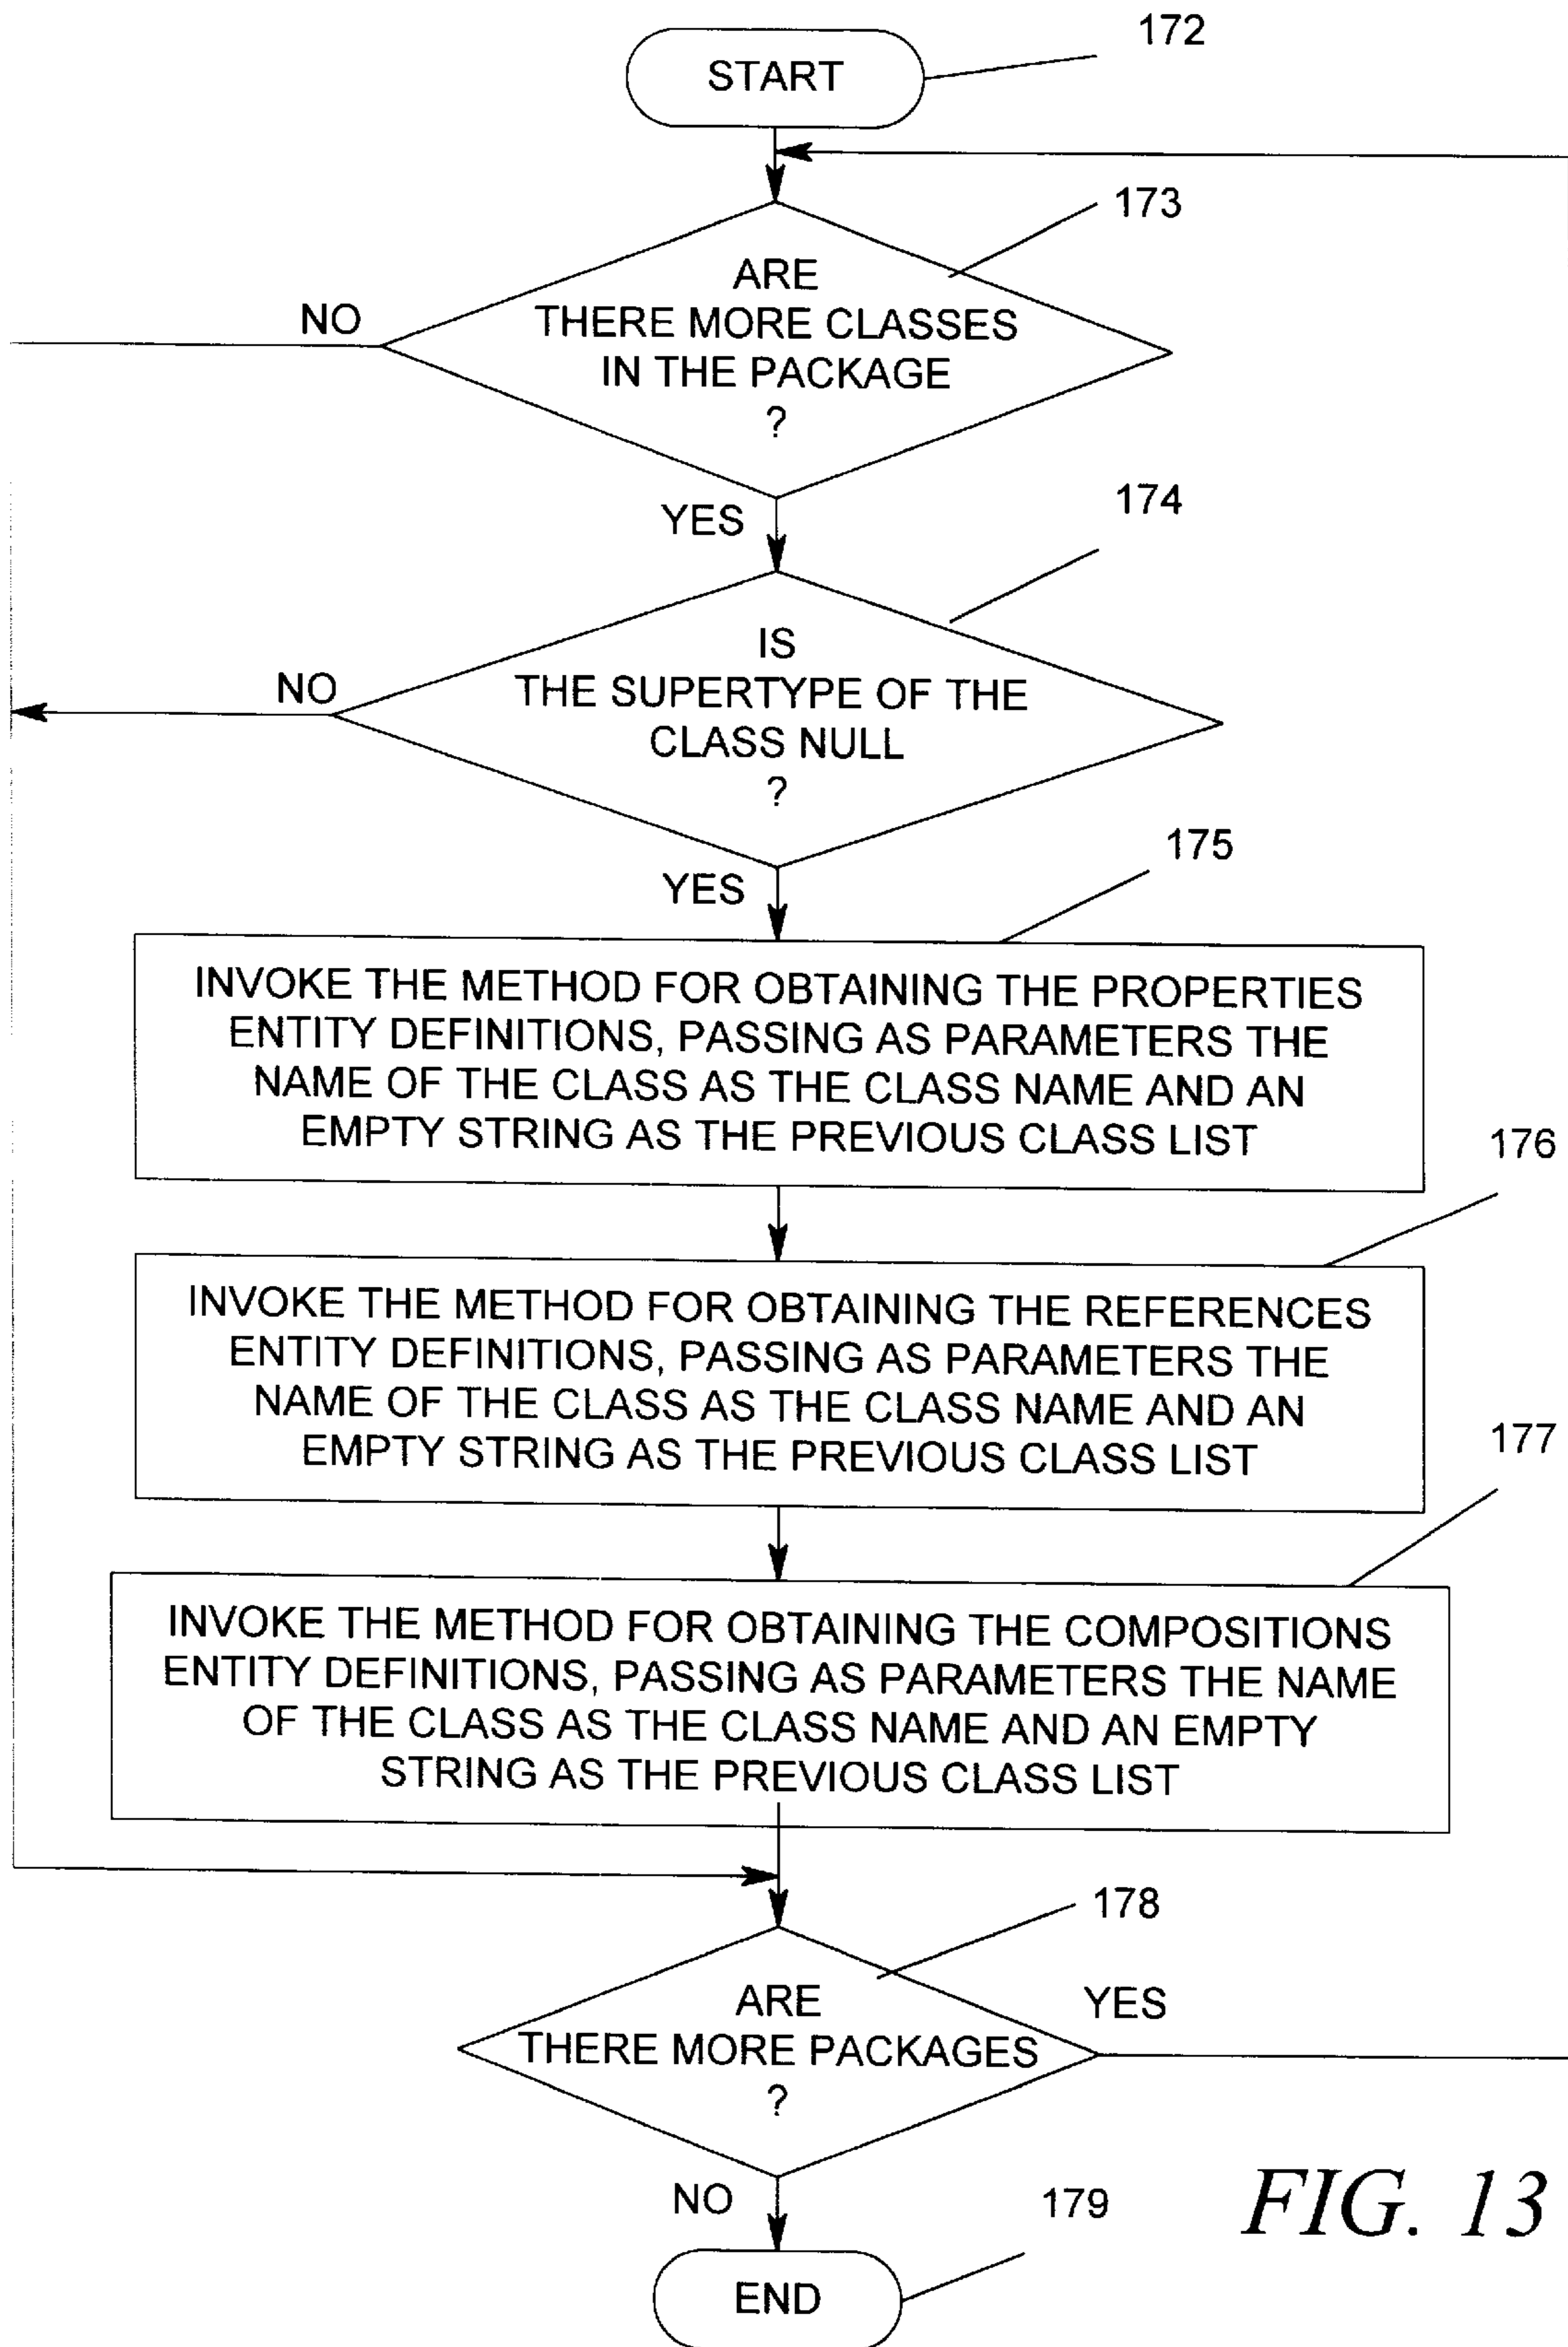 172
START
173
ARE
THERE MORE CLASSES
IN THE PACKAGE
?
NO
YES
174
IS
THE SUPERTYPE OF THE
CLASS NULL
?
NO
YES
175
INVOKE THE METHOD FOR OBTAINING THE PROPERTIES
ENTITY DEFINITIONS, PASSING AS PARAMETERS THE
NAME OF THE CLASS AS THE CLASS NAME AND AN
EMPTY STRING AS THE PREVIOUS CLASS LIST
176
INVOKE THE METHOD FOR OBTAINING THE REFERENCES
ENTITY DEFINITIONS, PASSING AS PARAMETERS THE
NAME OF THE CLASS AS THE CLASS NAME AND AN
EMPTY STRING AS THE PREVIOUS CLASS LIST
177
INVOKE THE METHOD FOR OBTAINING THE COMPOSITIONS
ENTITY DEFINITIONS, PASSING AS PARAMETERS THE NAME
OF THE CLASS AS THE CLASS NAME AND AN EMPTY
STRING AS THE PREVIOUS CLASS LIST
178
ARE
THERE MORE PACKAGES
?
YES
NO
179
END
FIG. 13